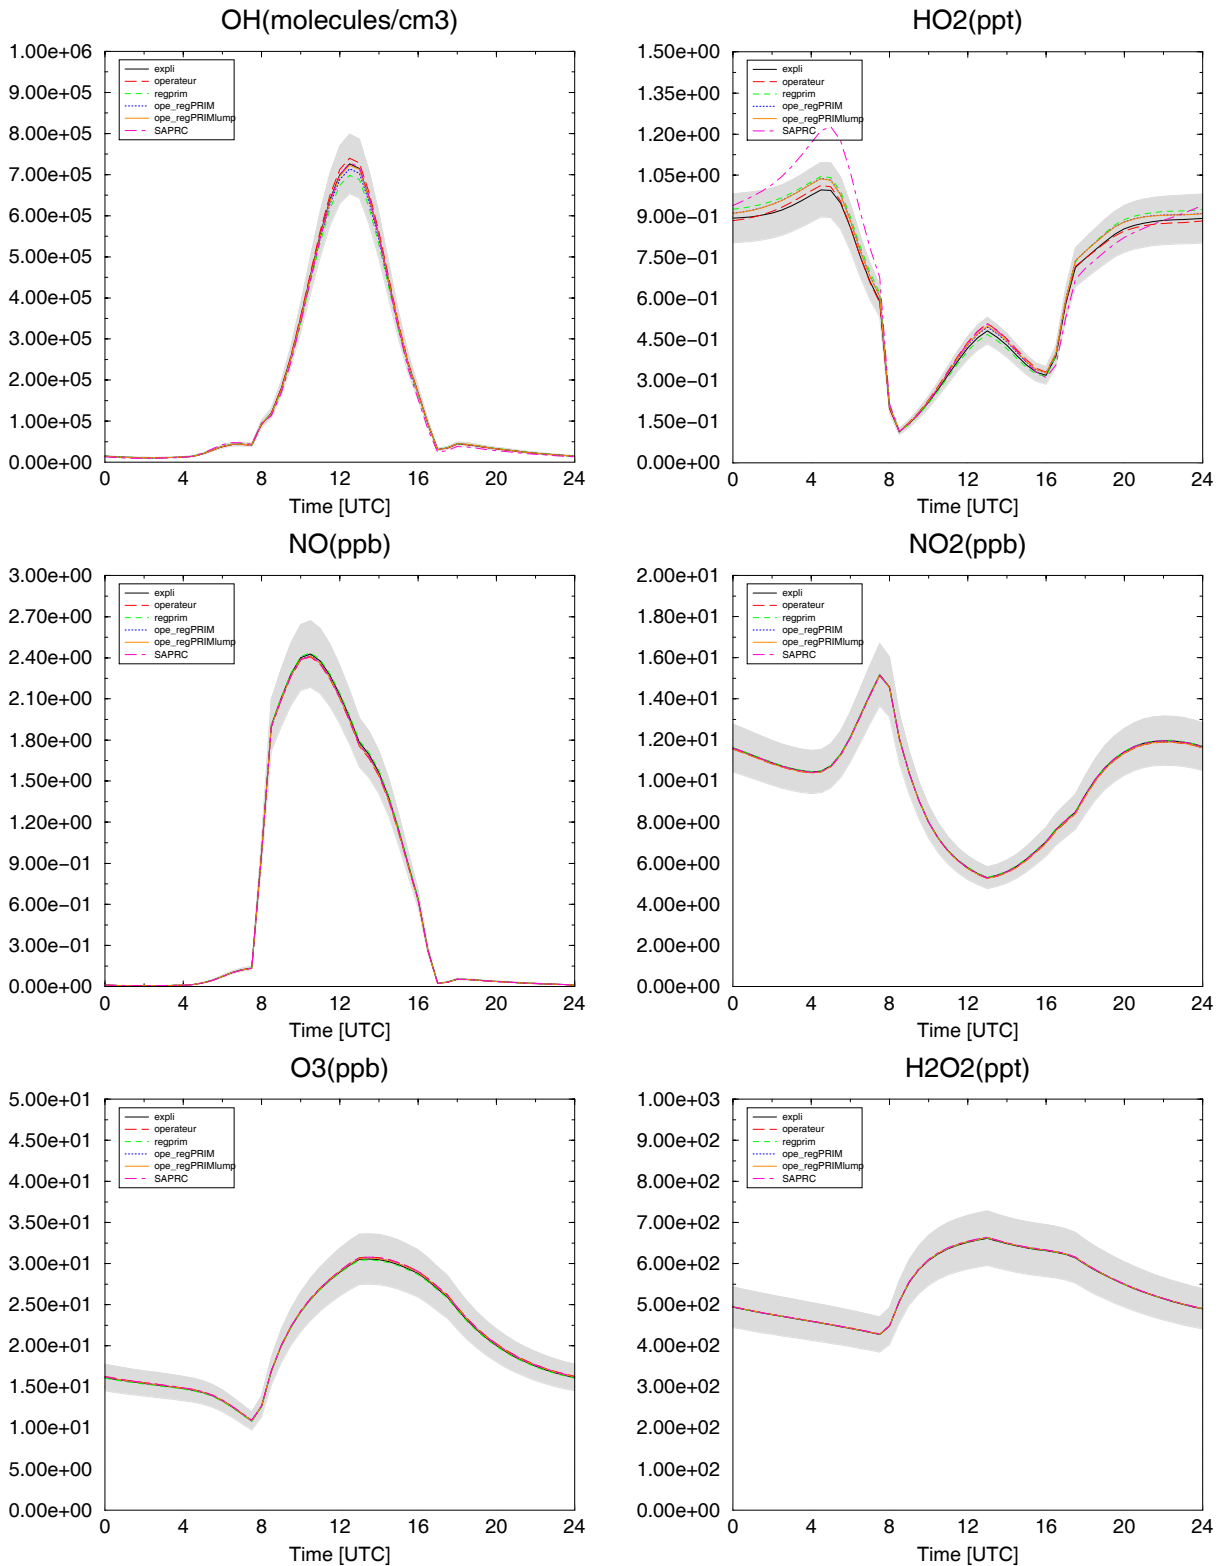 OH(molecules/cm3)
1.00e+06
9.00e+05
8.00e+05
7.00e+05
6.00e+05
5.00e+05
4.00e+05
3.00e+05
2.00e+05
1.00e+05
0.00e+00
expli
operateur
regprim
ope_regPRIM
ope_regPRIMlump
SAPRC
0 4 8 12 16 20 24
Time [UTC]
HO2(ppt)
1.50e+00
1.35e+00
1.20e+00
1.05e+00
9.00e−01
7.50e−01
6.00e−01
4.50e−01
3.00e−01
1.50e−01
0.00e+00
expli
operateur
regprim
ope_regPRIM
ope_regPRIMlump
SAPRC
0 4 8 12 16 20 24
Time [UTC]
NO(ppb)
3.00e+00
2.70e+00
2.40e+00
2.10e+00
1.80e+00
1.50e+00
1.20e+00
9.00e−01
6.00e−01
3.00e−01
0.00e+00
expli
operateur
regprim
ope_regPRIM
ope_regPRIMlump
SAPRC
0 4 8 12 16 20 24
Time [UTC]
NO2(ppb)
2.00e+01
1.80e+01
1.60e+01
1.40e+01
1.20e+01
1.00e+01
8.00e+00
6.00e+00
4.00e+00
2.00e+00
0.00e+00
expli
operateur
regprim
ope_regPRIM
ope_regPRIMlump
SAPRC
0 4 8 12 16 20 24
Time [UTC]
O3(ppb)
5.00e+01
4.50e+01
4.00e+01
3.50e+01
3.00e+01
2.50e+01
2.00e+01
1.50e+01
1.00e+01
5.00e+00
0.00e+00
expli
operateur
regprim
ope_regPRIM
ope_regPRIMlump
SAPRC
0 4 8 12 16 20 24
Time [UTC]
H2O2(ppt)
1.00e+03
9.00e+02
8.00e+02
7.00e+02
6.00e+02
5.00e+02
4.00e+02
3.00e+02
2.00e+02
1.00e+02
0.00e+00
expli
operateur
regprim
ope_regPRIM
ope_regPRIMlump
SAPRC
0 4 8 12 16 20 24
Time [UTC]